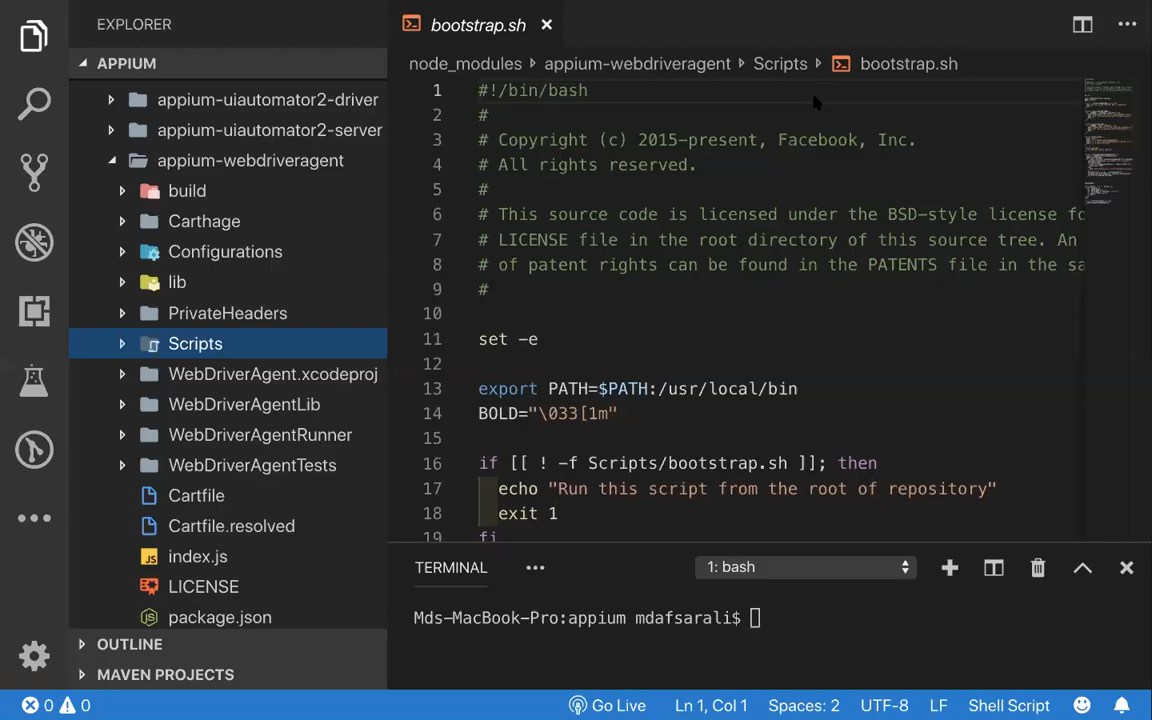 EXPLORER
APPIUM
appium-uiautomator2-driver
appium-uiautomator2-server
appium-webdriveragent
build
Carthage
Configurations
lib
PrivateHeaders
Scripts
WebDriverAgent.xcodeproj
WebDriverAgentLib
WebDriverAgentRunner
WebDriverAgentTests
Cartfile
Cartfile.resolved
JS index.js
LICENSE
package.json
OUTLINE
MAVEN PROJECTS
bootstrap.sh
node_modules appium-webdriveragent Scripts bootstrap.sh
1 #!/bin/bash
2 #
3 # Copyright (c) 2015-present, Facebook, Inc.
4 # All rights reserved.
5 #
6 # This source code is licensed under the BSD-style license fo
7 # LICENSE file in the root directory of this source tree. An
8 # of patent rights can be found in the PATENTS file in the sa
9 #
10
11 set -e
12
13 export PATH=$PATH:/usr/local/bin
14 BOLD="\033[1m"
15
16 if [[ ! -f Scripts/bootstrap.sh ]]; then
17 echo "Run this script from the root of repository"
18 exit 1
19 fi
TERMINAL ••• 1: bash
Mds-MacBook-Pro:appium mdafsarali$
0 0 Go Live Ln 1, Col 1 Spaces: 2 UTF-8 LF Shell Script